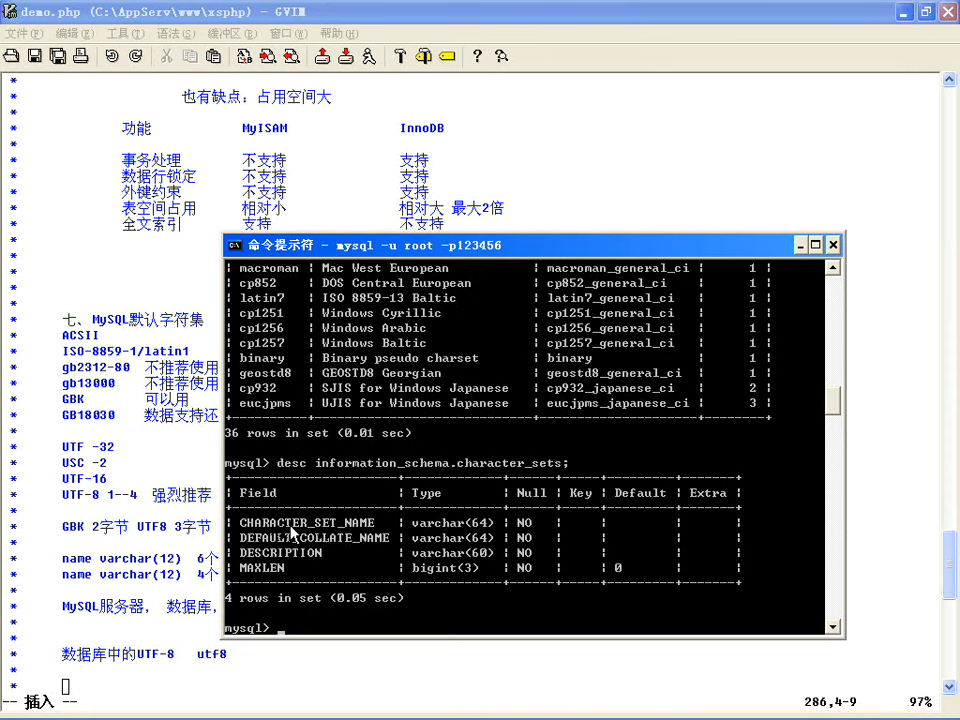 demo.php (C:\AppServ\www\xsphp) - GVIM
文件(F) 编辑(E) 工具(T) 语法(S) 缓冲区(B) 窗口(W) 帮助(H)
*
* 也有缺点：占用空间大
*
* 功能 MyISAM InnoDB
*
* 事务处理 不支持 支持
* 数据行锁定 不支持 支持
* 外键约束 不支持 支持
* 表空间占用 相对小 相对大 最大2倍
* 全文索引 支持 不支持
*
*
*
*
*
* 七、MySQL默认字符集
* ACSII
* ISO-8859-1/latin1
* gb2312-80 不推荐使用
* gb13000 不推荐使用
* GBK 可以用
* GB18030 数据支持还
*
* UTF -32
* USC -2
* UTF-16
* UTF-8 1--4 强烈推荐
*
* GBK 2字节 UTF8 3字节
*
* name varchar(12) 6个
* name varchar(12) 4个
*
* MySQL服务器， 数据库，
*
*
* 数据库中的UTF-8 utf8
*
*
-- 插入 -- 286,4-9 97%
命令提示符 - mysql -u root -p123456
| macroman | Mac West European | macroman_general_ci | 1 |
| cp852 | DOS Central European | cp852_general_ci | 1 |
| latin7 | ISO 8859-13 Baltic | latin7_general_ci | 1 |
| cp1251 | Windows Cyrillic | cp1251_general_ci | 1 |
| cp1256 | Windows Arabic | cp1256_general_ci | 1 |
| cp1257 | Windows Baltic | cp1257_general_ci | 1 |
| binary | Binary pseudo charset | binary | 1 |
| geostd8 | GEOSTD8 Georgian | geostd8_general_ci | 1 |
| cp932 | SJIS for Windows Japanese | cp932_japanese_ci | 2 |
| eucjpms | UJIS for Windows Japanese | eucjpms_japanese_ci | 3 |
36 rows in set (0.01 sec)
mysql> desc information_schema.character_sets;
| Field | Type | Null | Key | Default | Extra |
| CHARACTER_SET_NAME | varchar(64) | NO | | | |
| DEFAULT_COLLATE_NAME | varchar(64) | NO | | | |
| DESCRIPTION | varchar(60) | NO | | | |
| MAXLEN | bigint(3) | NO | | 0 | |
4 rows in set (0.05 sec)
mysql> _